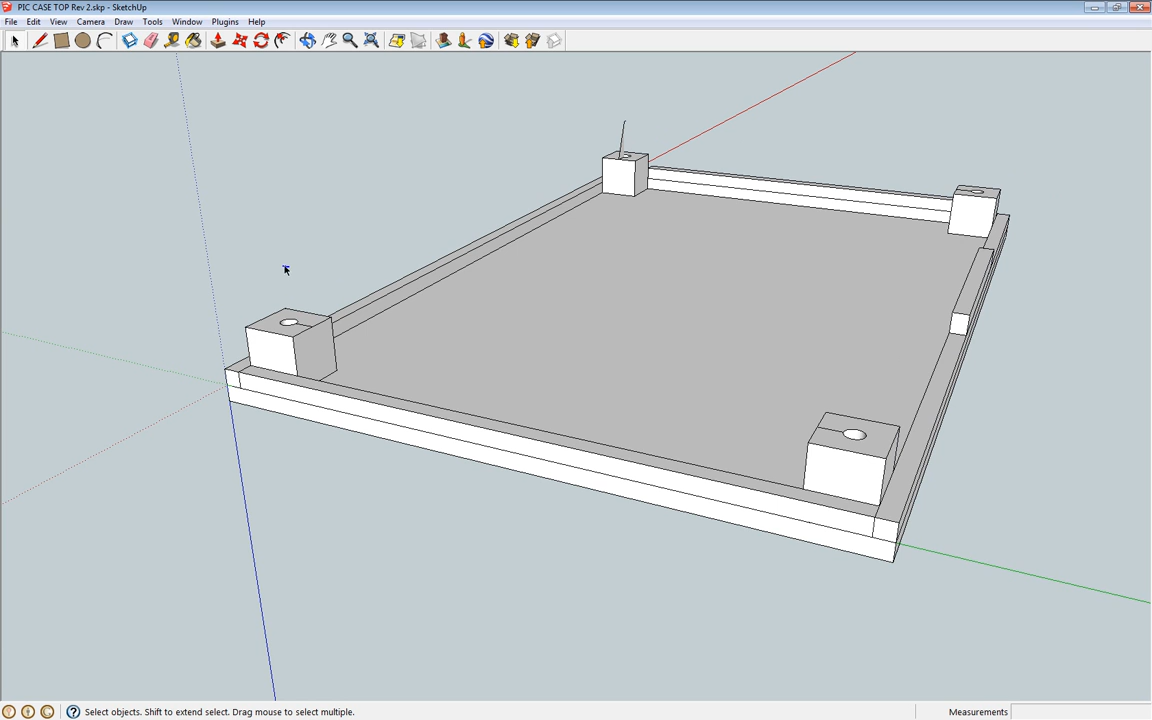 PIC CASE TOP Rev 2.skp - SketchUp
File Edit View Camera Draw Tools Window Plugins Help
Select objects. Shift to extend select. Drag mouse to select multiple.
Measurements